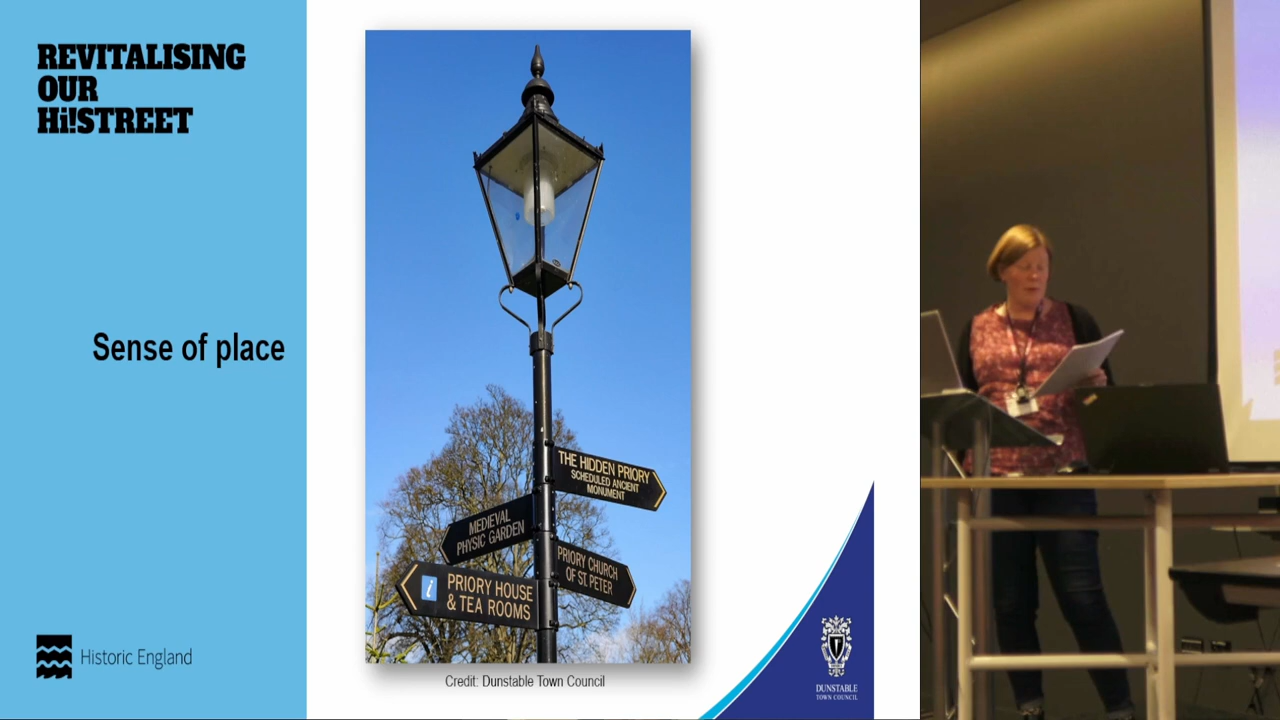 REVITALISING
OUR
Hi!STREET
Sense of place
Historic England
THE HIDDEN PRIORY
SCHEDULED ANCIENT
MONUMENT
MEDIEVAL
PHYSIC GARDEN
PRIORY CHURCH
OF ST. PETER
i
PRIORY HOUSE
& TEA ROOMS
Credit: Dunstable Town Council
DUNSTABLE
TOWN COUNCIL